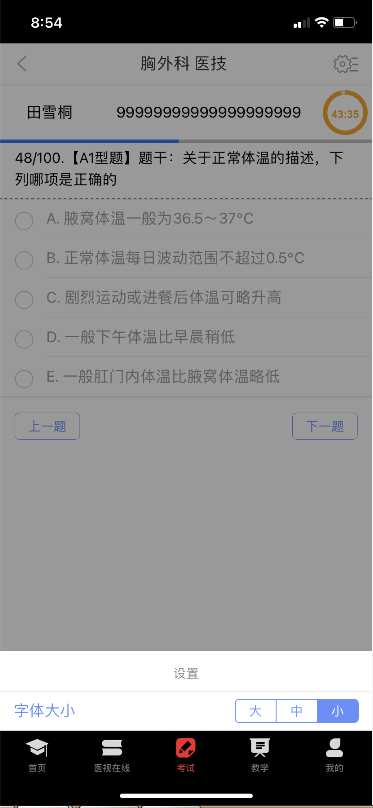 8:54
胸外科 医技
田雪桐 99999999999999999999
43:35
48/100.【A1型题】题干：关于正常体温的描述，下
列哪项是正确的
A. 腋窝体温一般为36.5～37°C
B. 正常体温每日波动范围不超过0.5°C
C. 剧烈运动或进餐后体温可略升高
D. 一般下午体温比早晨稍低
E. 一般肛门内体温比腋窝体温略低
上一题 下一题
设置
字体大小 大 中 小
首页 医视在线 考试 教学 我的